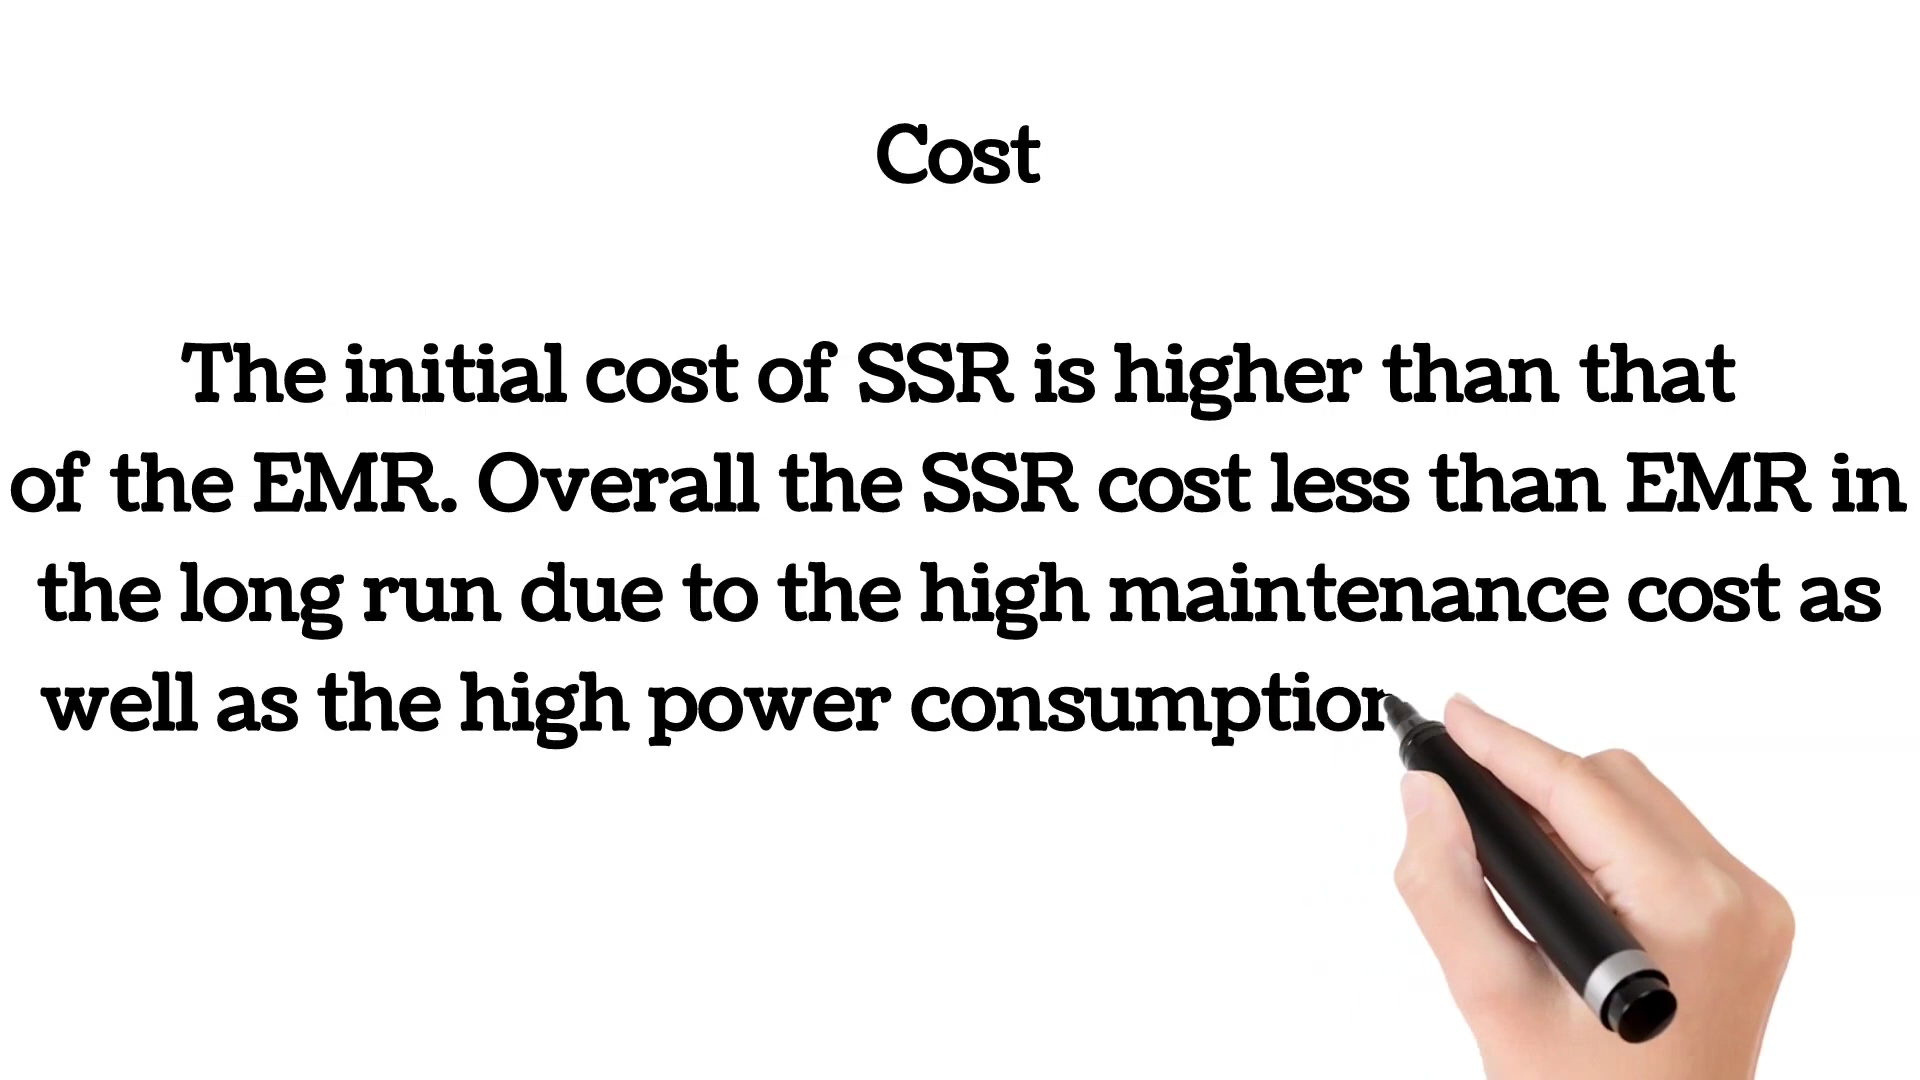 Cost
The initial cost of SSR is higher than that
of the EMR. Overall the SSR cost less than EMR in
the long run due to the high maintenance cost as
well as the high power consumption